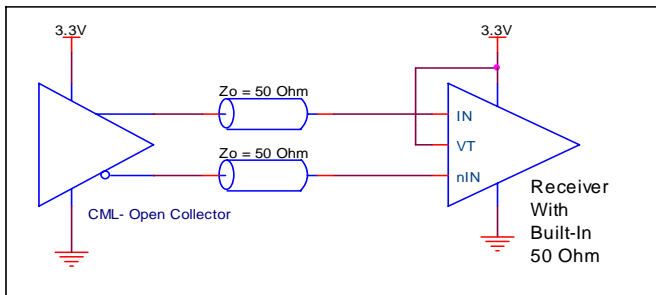 3.3V
3.3V
Zo = 50 Ohm
IN
VT
Zo = 50 Ohm
nIN
CML- Open Collector
Receiver
With
Built-In
50 Ohm